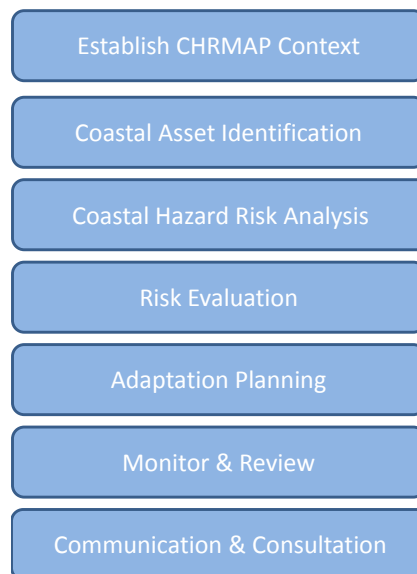 Establish CHRMAP Context
Coastal Asset Identification
Coastal Hazard Risk Analysis
Risk Evaluation
Adaptation Planning
Monitor & Review
Communication & Consultation